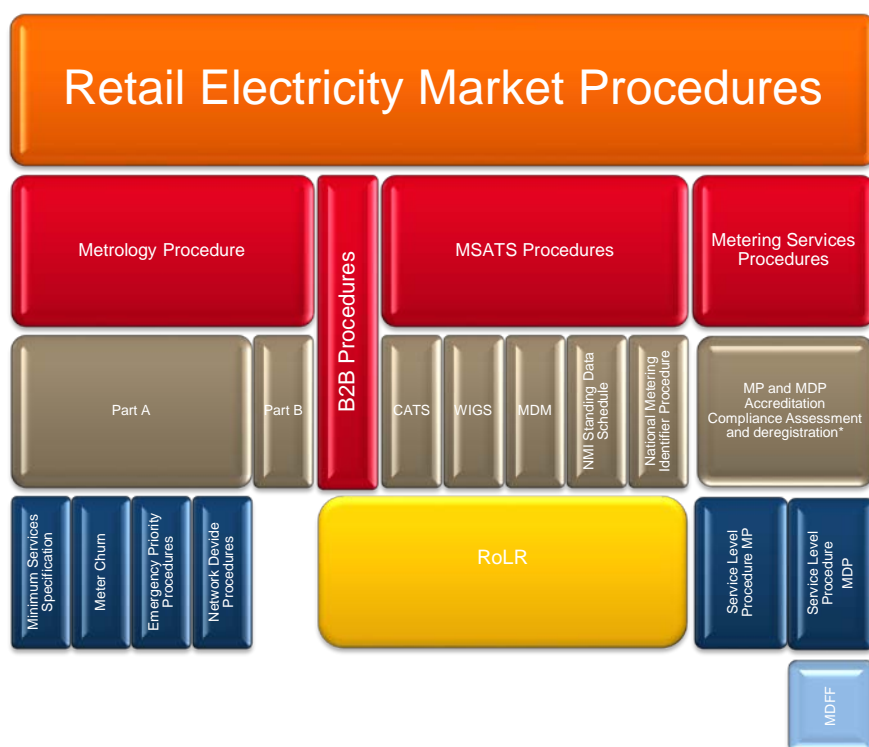 Retail Electricity Market Procedures
Metrology Procedure
B2B Procedures
MSATS Procedures
Metering Services
Procedures
Part A
Part B
CATS
WIGS
MDM
NMI Standing Data
Schedule
National Metering
Identifier Procedure
MP and MDP
Accreditation
Compliance Assessment
and deregistration*
Minimum Services
Specification
Meter Churn
Emergency Priority
Procedures
Network Devide
Procedures
RoLR
Service Level
Procedure MP
Service Level
Procedure
MDP
MDFF